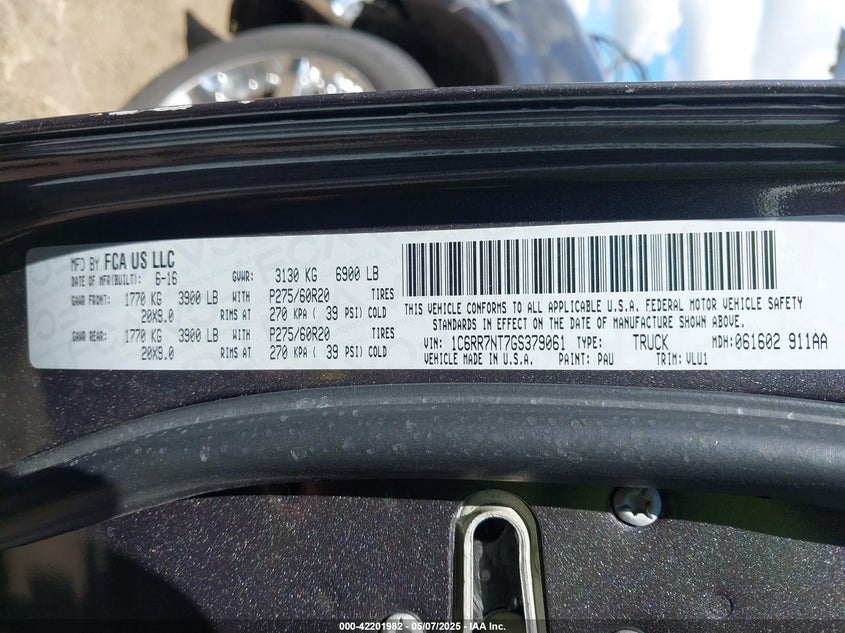 MFD BY FCA US LLC
DATE OF MFR(BUILT): 6-16 GVWR: 3130 KG 6900 LB
GAWR FRONT: 1770 KG 3900 LB WITH P275/60R20 TIRES
20X9.0 RIMS AT 270 KPA ( 39 PSI) COLD
GAWR REAR: 1770 KG 3900 LB WITH P275/60R20 TIRES
20X9.0 RIMS AT 270 KPA ( 39 PSI) COLD
THIS VEHICLE CONFORMS TO ALL APPLICABLE U.S.A. FEDERAL MOTOR VEHICLE SAFETY
STANDARDS IN EFFECT ON THE DATE OF MANUFACTURE SHOWN ABOVE.
VIN: 1C6RR7NT7GS379061 TYPE: TRUCK MDH:061602 911AA
VEHICLE MADE IN U.S.A. PAINT: PAU TRIM: VLU1
000-42201982 - 05/07/2025 - IAA Inc.